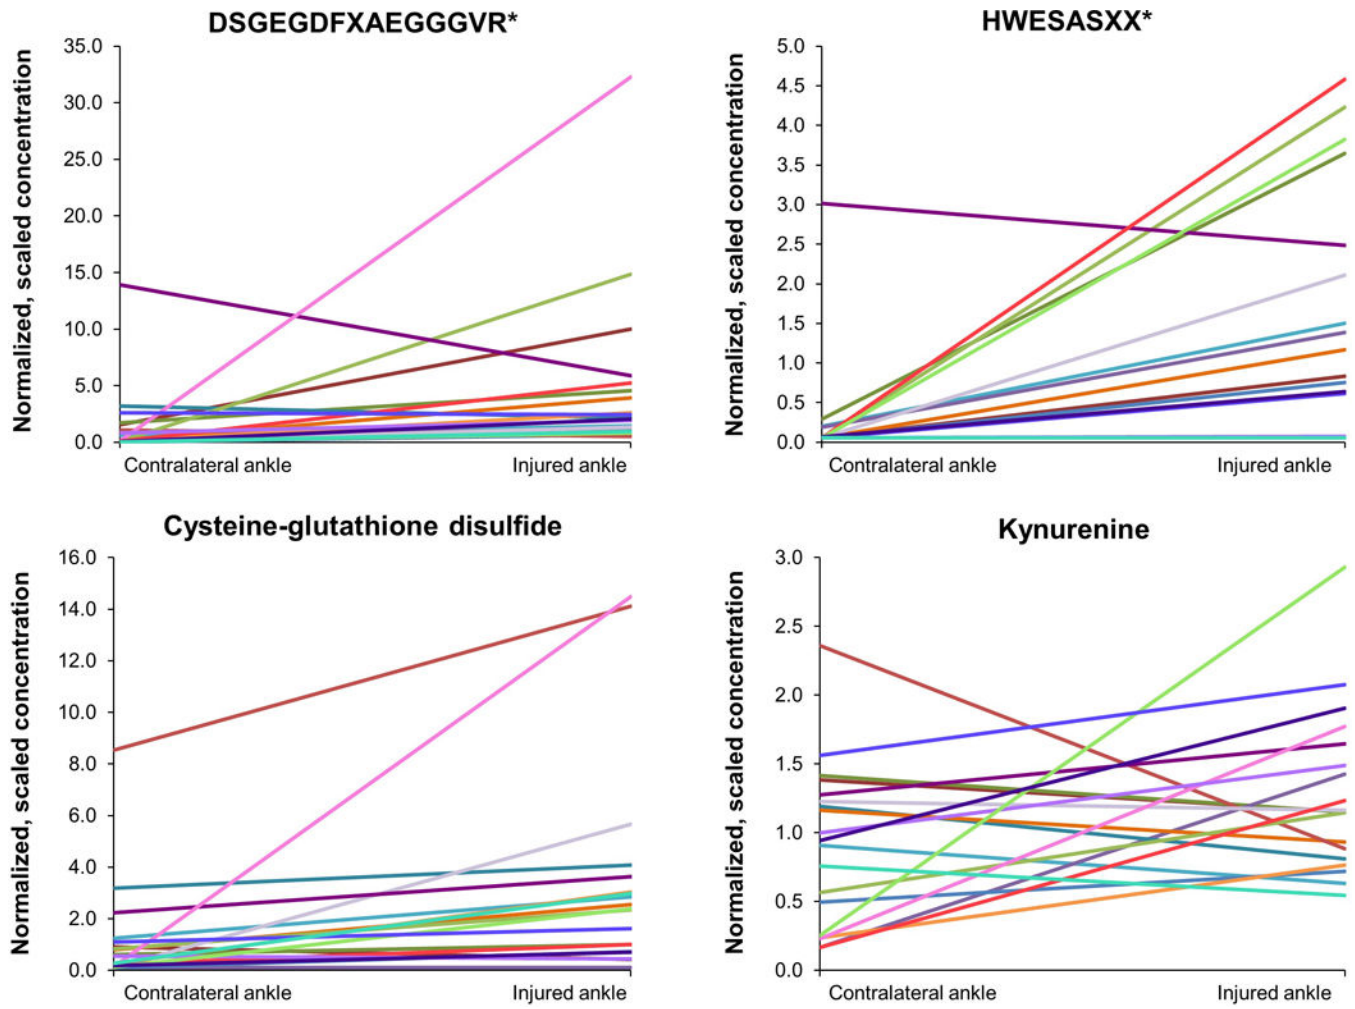 DSGEGDFXAEGGGVR*
Normalized, scaled concentration
35.0
30.0
25.0
20.0
15.0
10.0
5.0
0.0
Contralateral ankle Injured ankle
HWESASXX*
Normalized, scaled concentration
5.0
4.5
4.0
3.5
3.0
2.5
2.0
1.5
1.0
0.5
0.0
Contralateral ankle Injured ankle
Cysteine-glutathione disulfide
Normalized, scaled concentration
16.0
14.0
12.0
10.0
8.0
6.0
4.0
2.0
0.0
Contralateral ankle Injured ankle
Kynurenine
Normalized, scaled concentration
3.0
2.5
2.0
1.5
1.0
0.5
0.0
Contralateral ankle Injured ankle